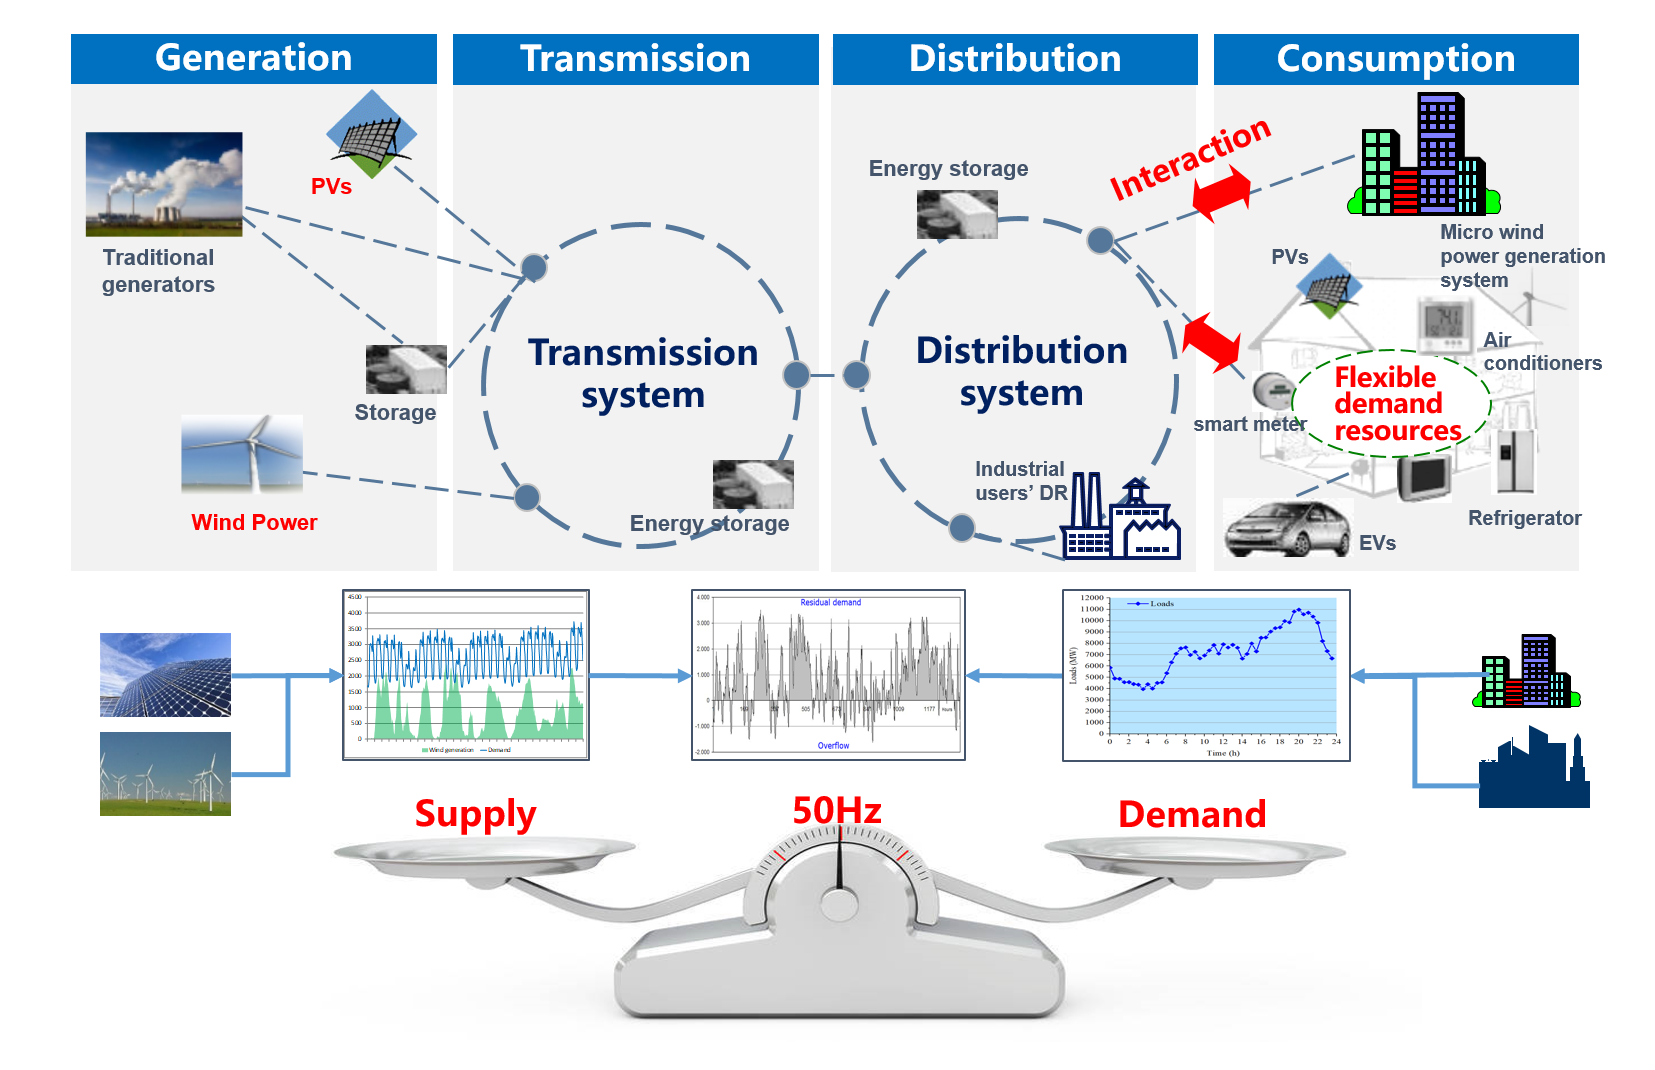 Generation
Transmission
Distribution
Consumption
PVs
Traditional
generators
Storage
Wind Power
Transmission
system
Energy storage
Energy storage
Distribution
system
Industrial
users’ DR
Interaction
Micro wind
power generation
system
PVs
Air
conditioners
Flexible
demand
resources
smart meter
Refrigerator
EVs
4500
4000
3500
3000
2500
2000
1500
1000
500
0
Wind generation Demand
Residual demand
4.000
3.000
2.000
1.000
0
-1.000
-2.000
505
1177
Hours
Overflow
Loads
Loads (MW)
12000
11000
10000
9000
8000
7000
6000
5000
4000
3000
2000
1000
0
0 2 4 6 8 10 12 14 16 18 20 22 24
Time (h)
Supply
50Hz
Demand